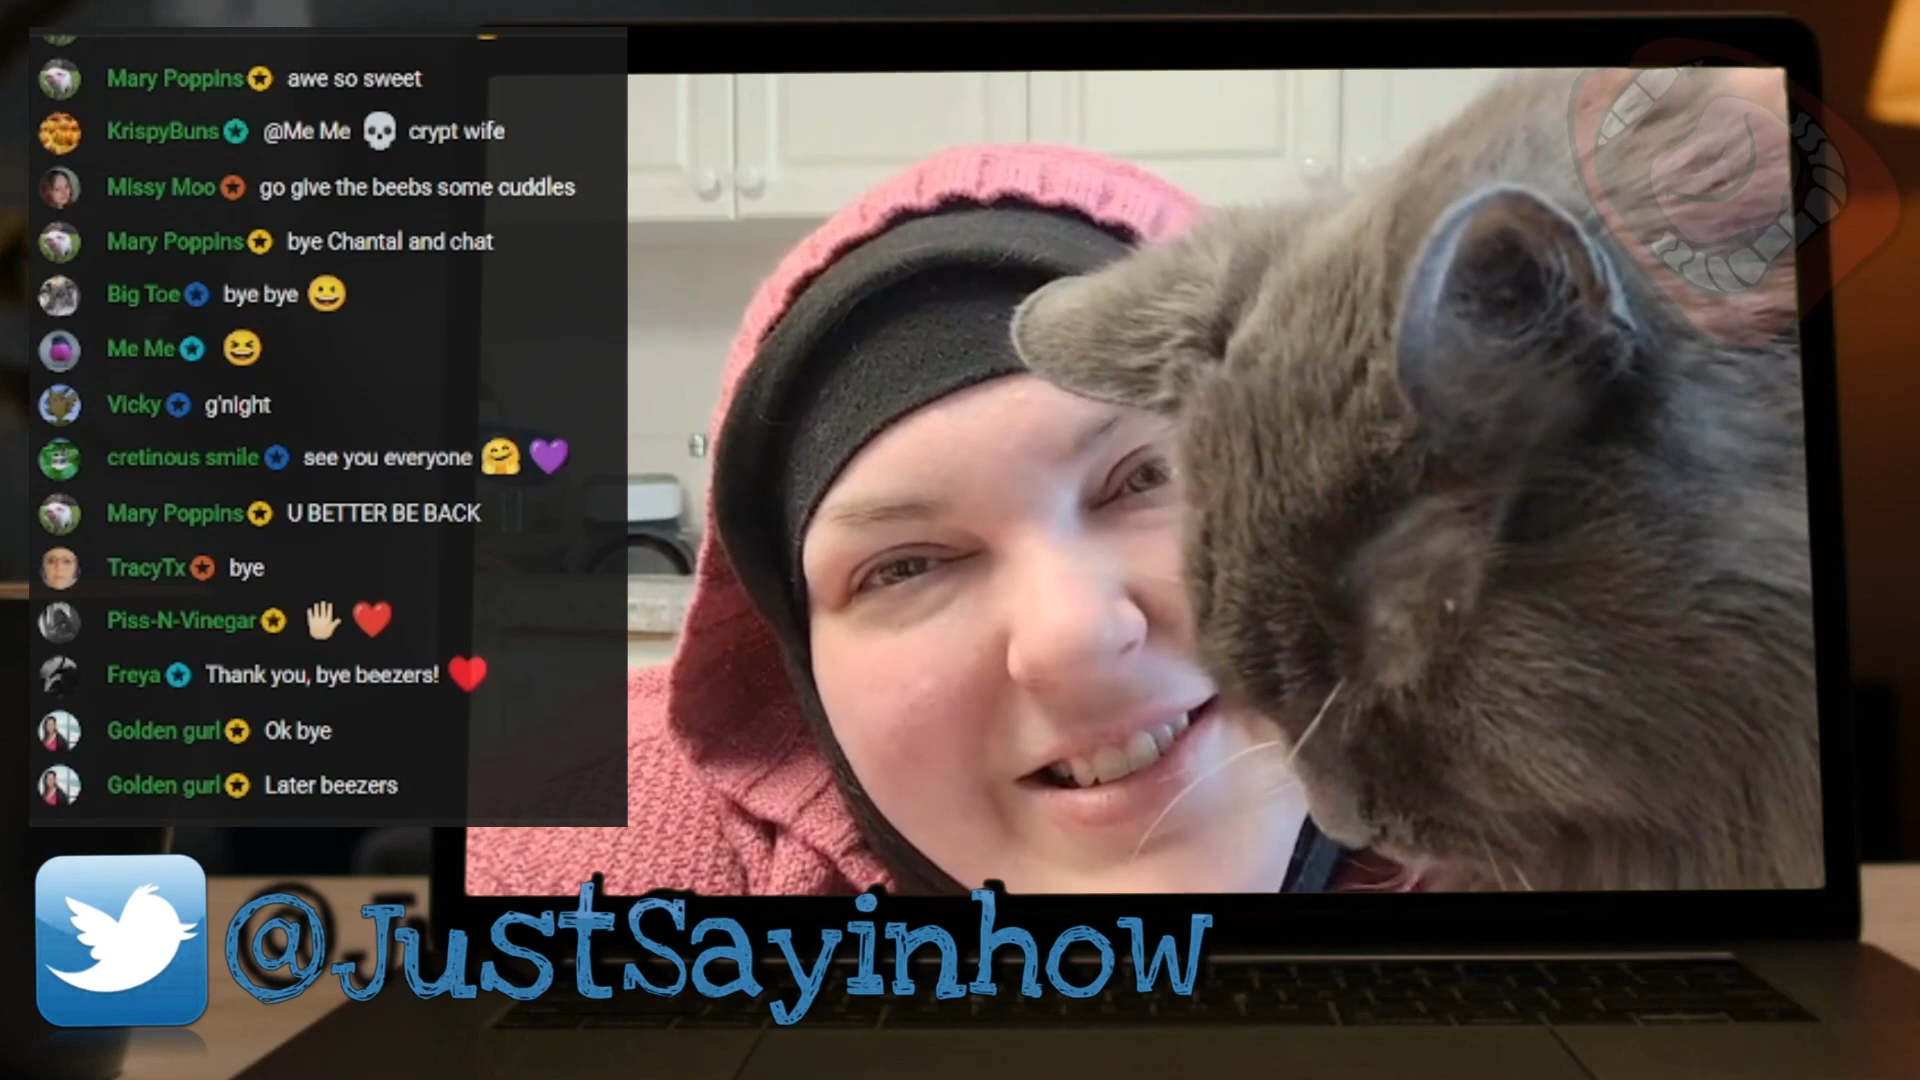 Mary Poppins awe so sweet
KrispyBuns @Me Me 💀 crypt wife
Missy Moo go give the beebs some cuddles
Mary Poppins bye Chantal and chat
Big Toe bye bye 😀
Me Me 😆
Vicky g'night
cretinous smile see you everyone 🤗 💜
Mary Poppins U BETTER BE BACK
TracyTx bye
Piss-N-Vinegar 🖐🏼 ❤️
Freya Thank you, bye beezers! ♥️
Golden gurl Ok bye
Golden gurl Later beezers
@JustSayinhow